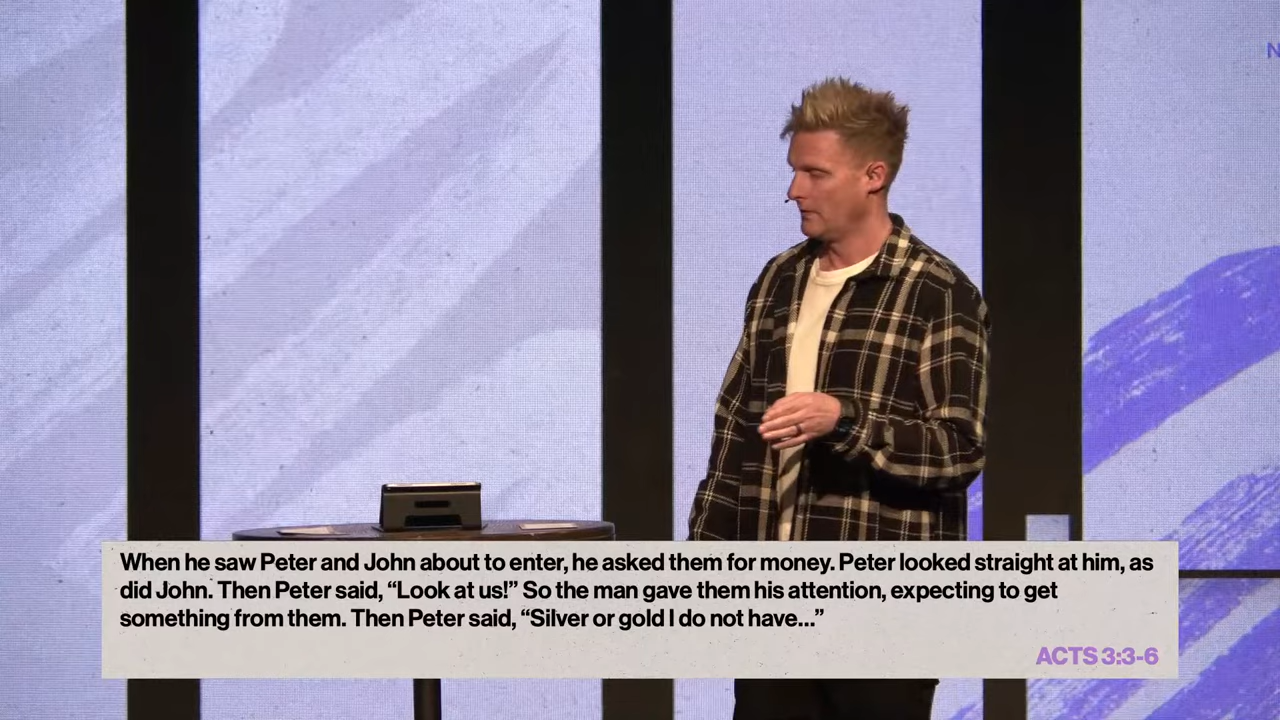 N
When he saw Peter and John about to enter, he asked them for money. Peter looked straight at him, as
did John. Then Peter said, “Look at us!” So the man gave them his attention, expecting to get
something from them. Then Peter said, “Silver or gold I do not have...”
ACTS 3:3-6